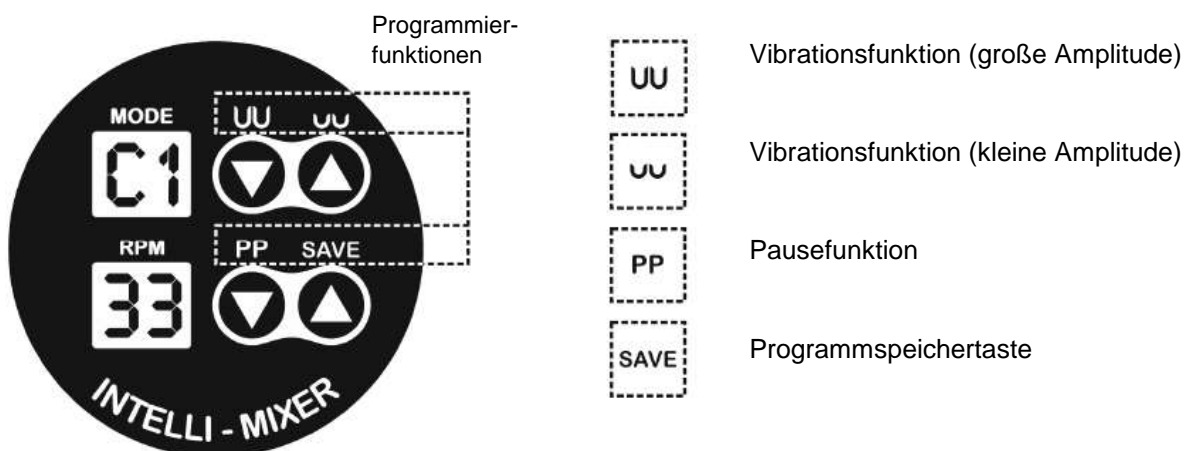 Programmier-
funktionen
MODE UU uu
C1
RPM PP SAVE
33
INTELLI - MIXER
UU Vibrationsfunktion (große Amplitude)
uu Vibrationsfunktion (kleine Amplitude)
PP Pausefunktion
SAVE Programmspeichertaste